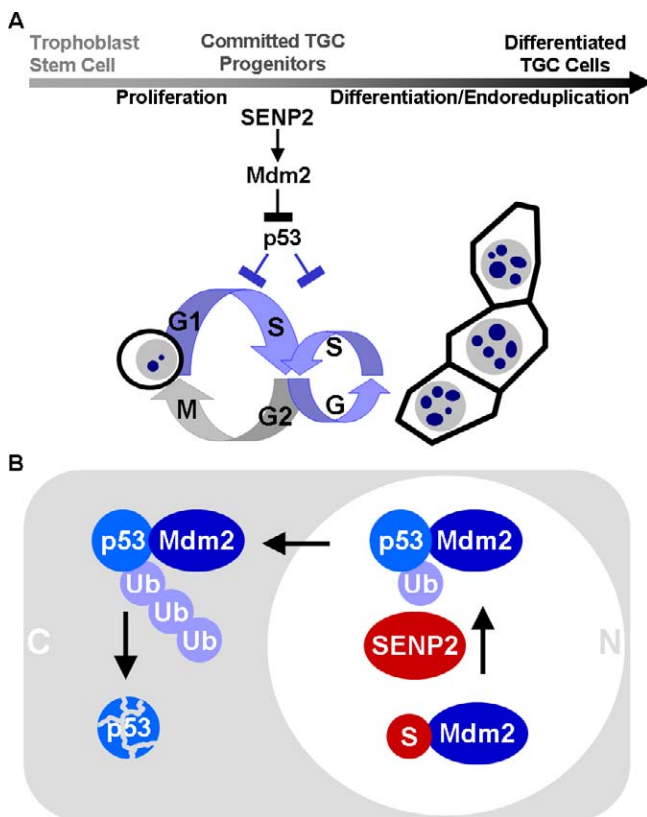 A
Trophoblast
Stem Cell
Committed TGC
Progenitors
Differentiated
TGC Cells
Proliferation
Differentiation/Endoreduplication
SENP2
Mdm2
p53
G1
S
S
M
G2
G
B
p53
Mdm2
p53
Mdm2
Ub
Ub
Ub
Ub
C
SENP2
N
p53
S
Mdm2